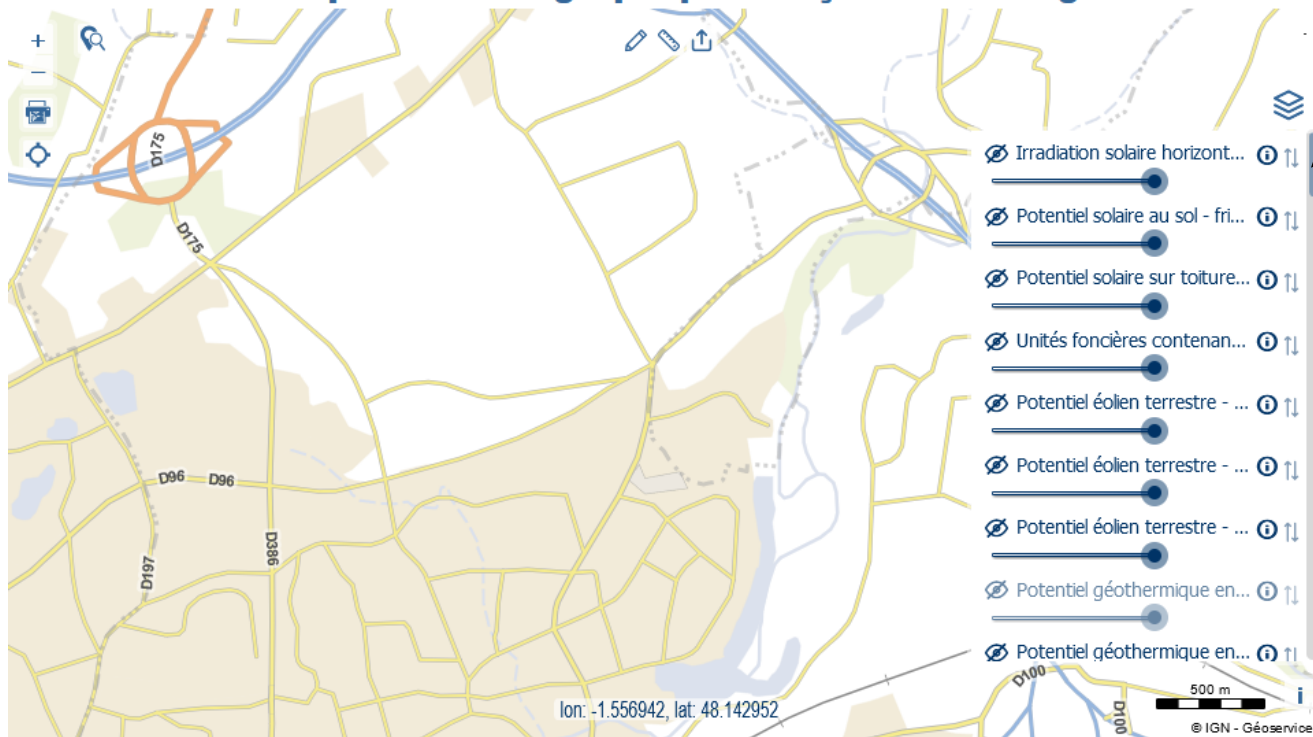 +
−
D175
D175
D96 D96
D386
D197
Irradiation solaire horizont...
Potentiel solaire au sol - fri...
Potentiel solaire sur toiture...
Unités foncières contenan...
Potentiel éolien terrestre - ...
Potentiel éolien terrestre - ...
Potentiel éolien terrestre - ...
Potentiel géothermique en...
Potentiel géothermique en...
D100
D100
500 m
i
lon: -1.556942, lat: 48.142952
© IGN - Géoservice